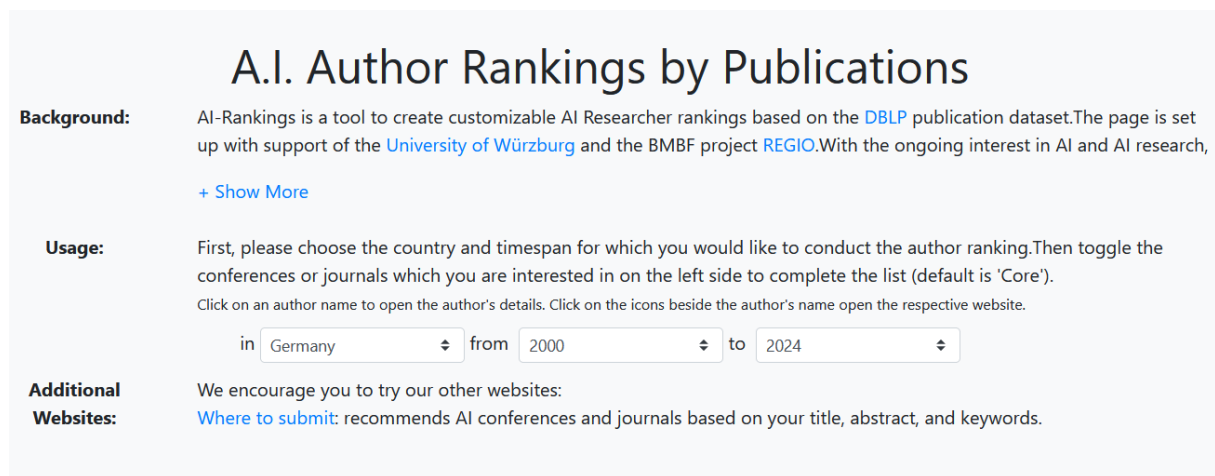 A.I. Author Rankings by Publications
Background: AI-Rankings is a tool to create customizable AI Researcher rankings based on the DBLP publication dataset.The page is set
up with support of the University of Würzburg and the BMBF project REGIO.With the ongoing interest in AI and AI research,
+ Show More
Usage: First, please choose the country and timespan for which you would like to conduct the author ranking.Then toggle the
conferences or journals which you are interested in on the left side to complete the list (default is 'Core').
Click on an author name to open the author's details. Click on the icons beside the author's name open the respective website.
in Germany from 2000 to 2024
Additional We encourage you to try our other websites:
Websites: Where to submit: recommends AI conferences and journals based on your title, abstract, and keywords.